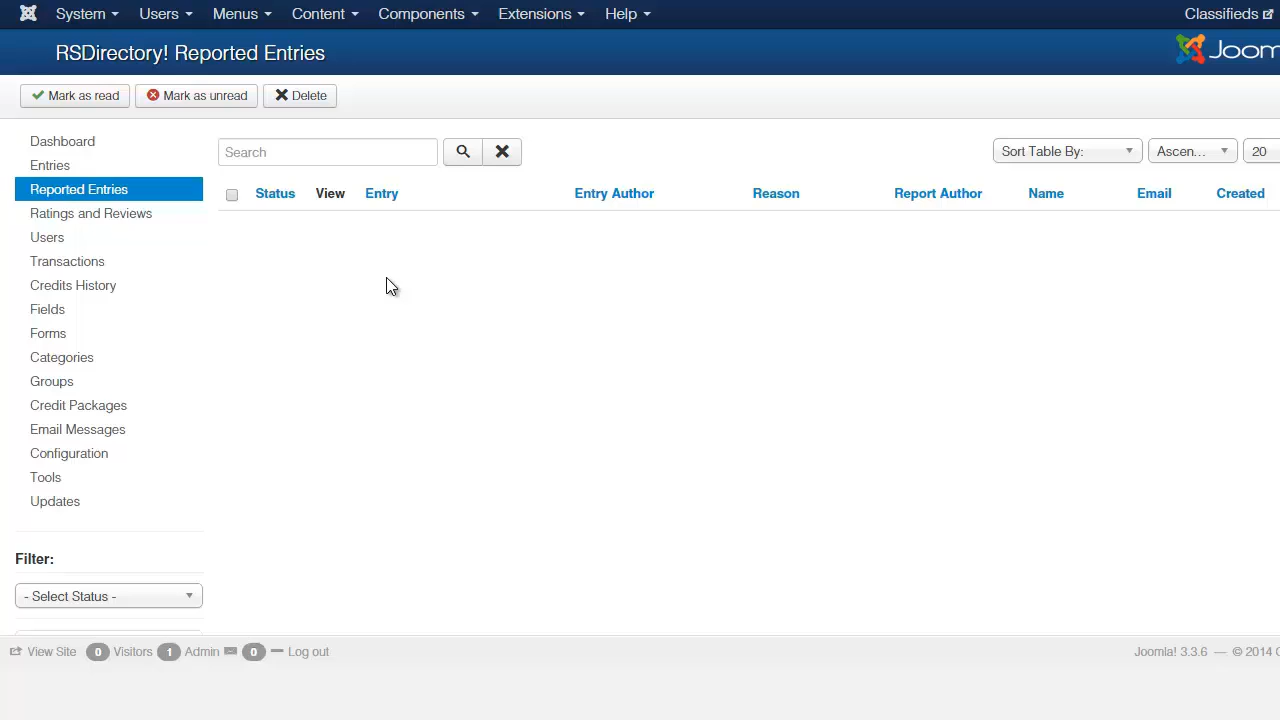 System Users Menus Content Components Extensions Help Classifieds
RSDirectory! Reported Entries
Mark as read Mark as unread Delete
Dashboard
Entries
Reported Entries
Ratings and Reviews
Users
Transactions
Credits History
Fields
Forms
Categories
Groups
Credit Packages
Email Messages
Configuration
Tools
Updates
Filter:
- Select Status -
Search
Sort Table By: Ascen... 20
Status View Entry Entry Author Reason Report Author Name Email Created
View Site 0 Visitors 1 Admin 0 Log out
Joomla! 3.3.6 — © 2014